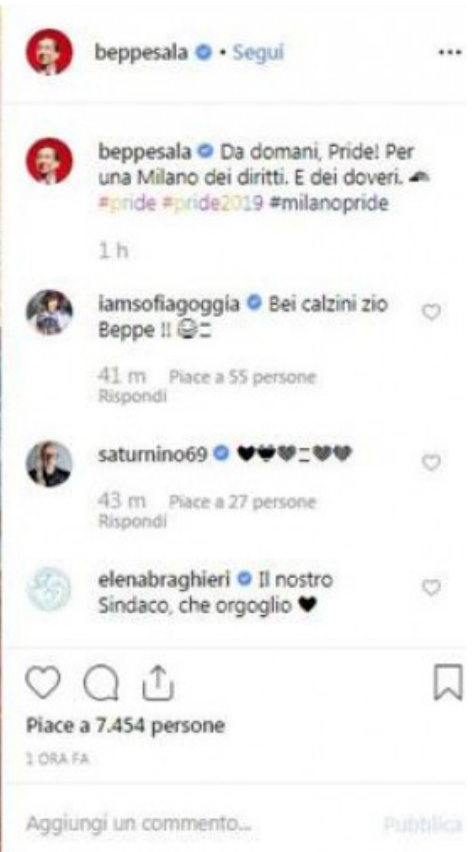 beppesala • Segui
beppesala Da domani, Pride! Per
una Milano dei diritti. E dei doveri.
#pride #pride2019 #milanopride
1 h
iamsofiagoggia Bei calzini zio
Beppe !!
41 m Piace a 55 persone
Rispondi
saturnino69
43 m Piace a 27 persone
Rispondi
elenabraghieri Il nostro
Sindaco, che orgoglio ♥
Piace a 7.454 persone
1 ORA FA
Aggiungi un commento... Pubblica